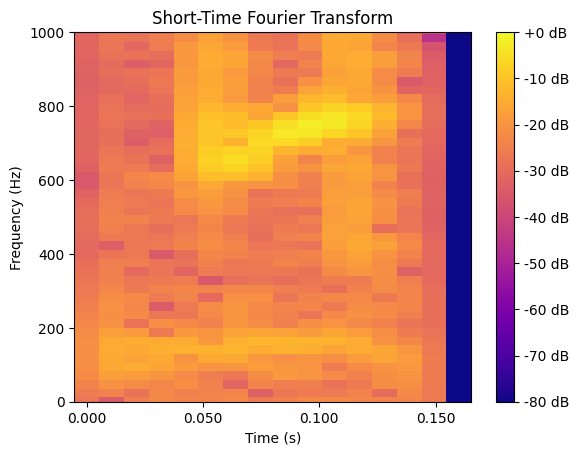 Short-Time Fourier Transform
1000
800
600
400
200
0
Frequency (Hz)
0.000
0.050
0.100
0.150
Time (s)
+0 dB
-10 dB
-20 dB
-30 dB
-40 dB
-50 dB
-60 dB
-70 dB
-80 dB